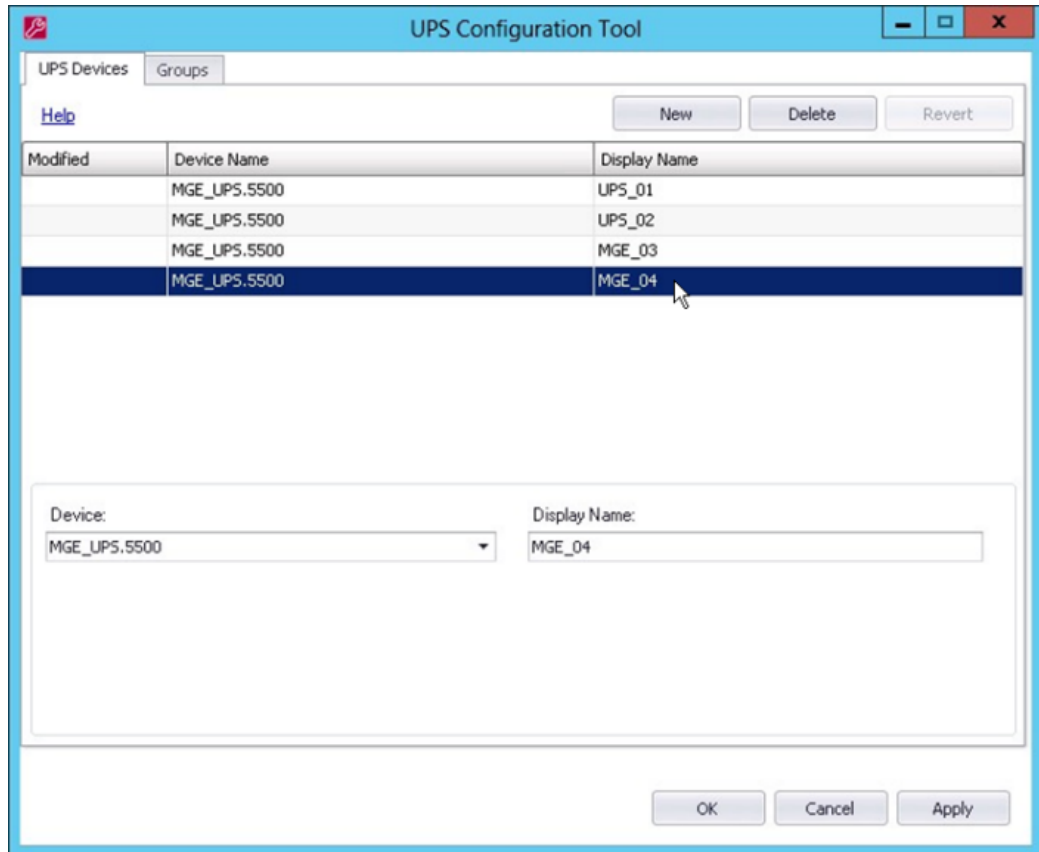 UPS Configuration Tool
UPS Devices Groups
Help New Delete Revert
Modified Device Name Display Name
MGE_UPS.5500 UPS_01
MGE_UPS.5500 UPS_02
MGE_UPS.5500 MGE_03
MGE_UPS.5500 MGE_04
Device: Display Name:
MGE_UPS.5500 MGE_04
OK Cancel Apply